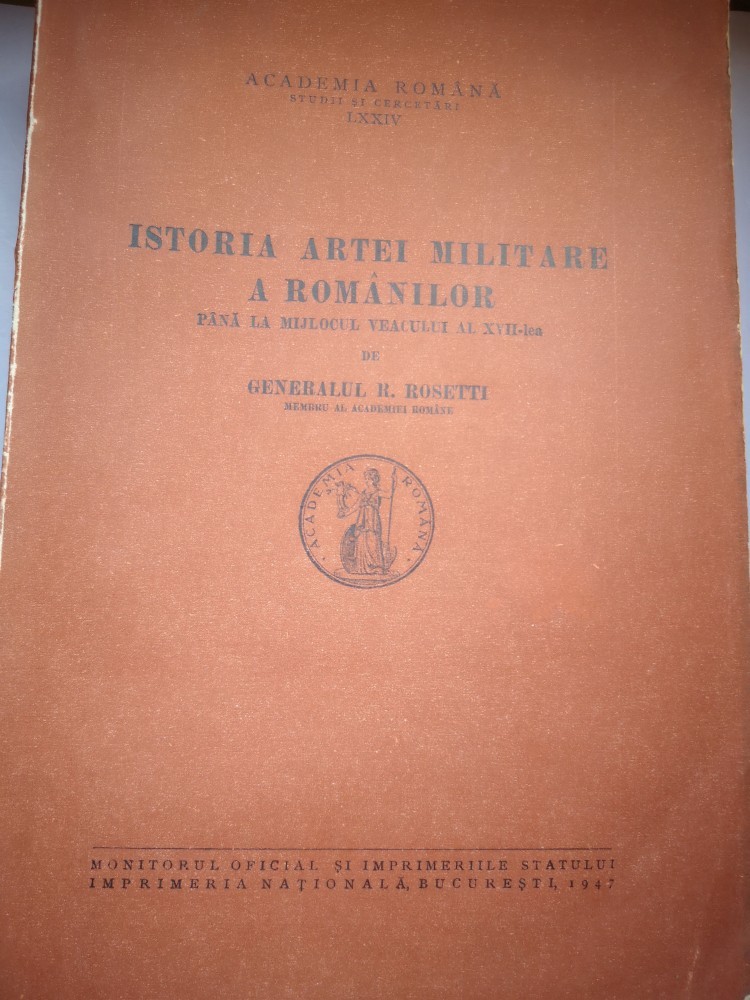 ACADEMIA ROMÂNĂ
STUDII ȘI CERCETĂRI
LXXIV
ISTORIA ARTEI MILITARE
A ROMÂNILOR
PÂNĂ LA MIJLOCUL VEACULUI AL XVII-lea
DE
GENERALUL R. ROSETTI
MEMBRU AL ACADEMIEI ROMÂNE
· ACADEMIA ROMÂNĂ ·
MONITORUL OFICIAL ȘI IMPRIMERIILE STATULUI
IMPRIMERIA NAȚIONALĂ, BUCUREȘTI, 1947